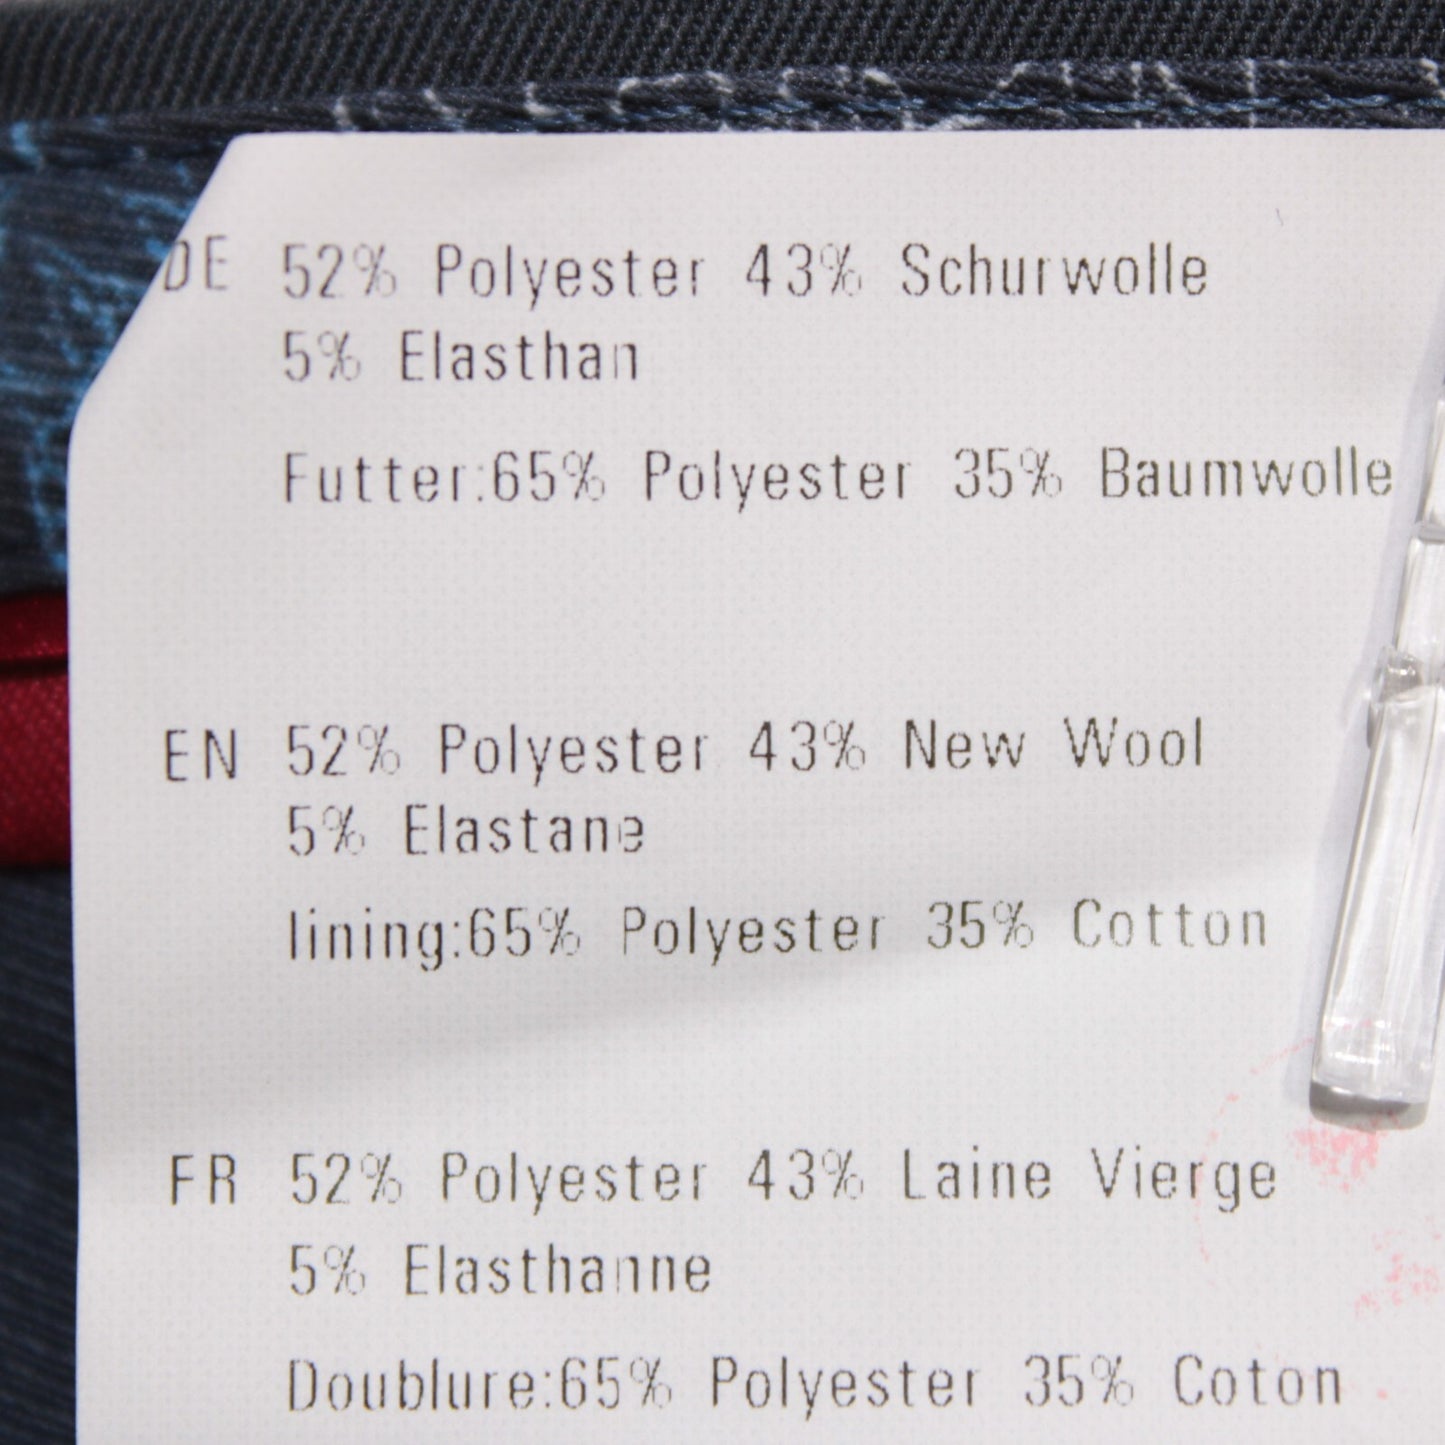 DE 52% Polyester 43% Schurwolle
5% Elasthan
Futter:65% Polyester 35% Baumwolle
EN 52% Polyester 43% New Wool
5% Elastane
lining:65% Polyester 35% Cotton
FR 52% Polyester 43% Laine Vierge
5% Elasthanne
Doublure:65% Polyester 35% Coton